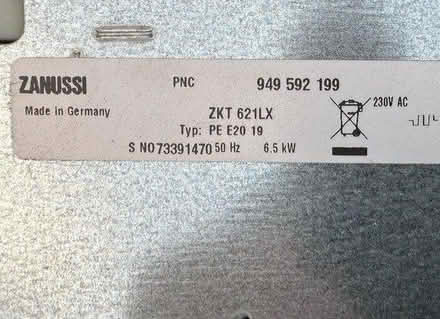 ZANUSSI PNC 949 592 199
Made in Germany ZKT 621LX 230V AC
Typ: PE E20 19
S NO73391470 50 Hz 6.5 kW